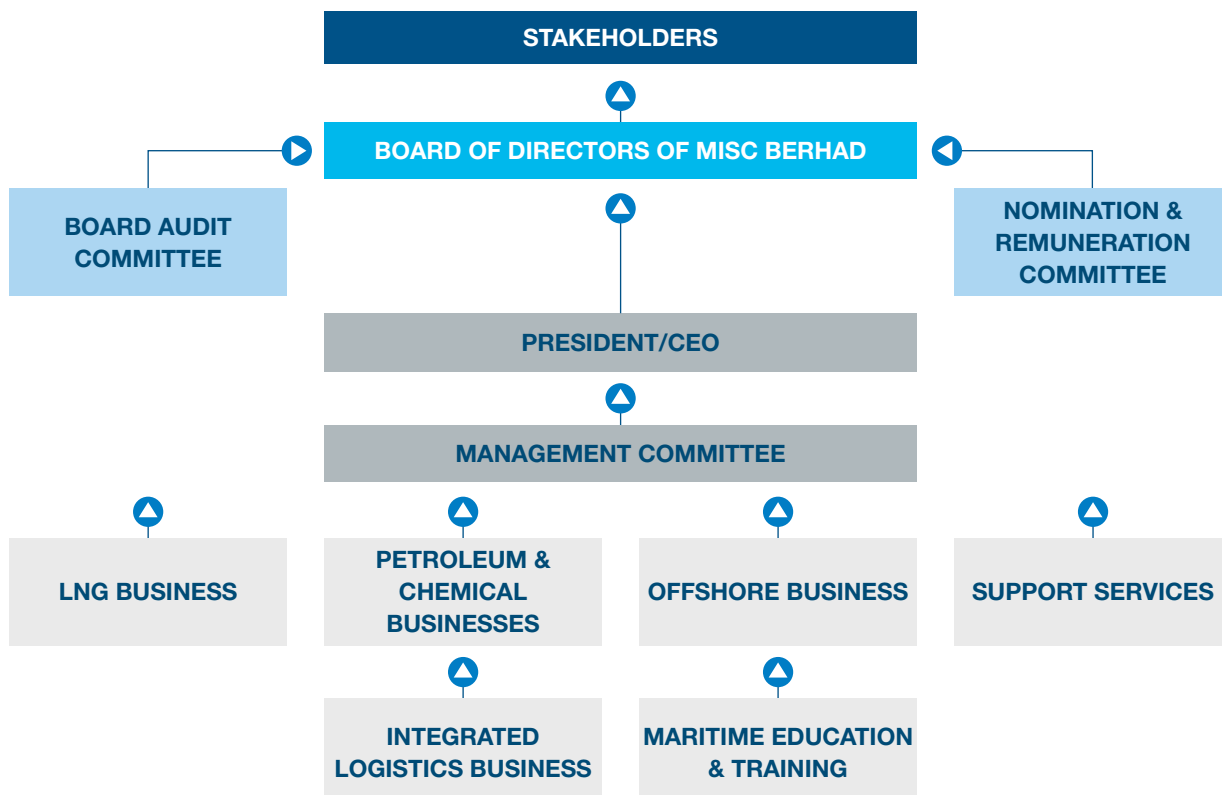 STAKEHOLDERS
BOARD OF DIRECTORS OF MISC BERHAD
BOARD AUDIT
COMMITTEE
NOMINATION &
REMUNERATION
COMMITTEE
PRESIDENT/CEO
MANAGEMENT COMMITTEE
LNG BUSINESS
PETROLEUM &
CHEMICAL
BUSINESSES
OFFSHORE BUSINESS
SUPPORT SERVICES
INTEGRATED
LOGISTICS BUSINESS
MARITIME EDUCATION
& TRAINING